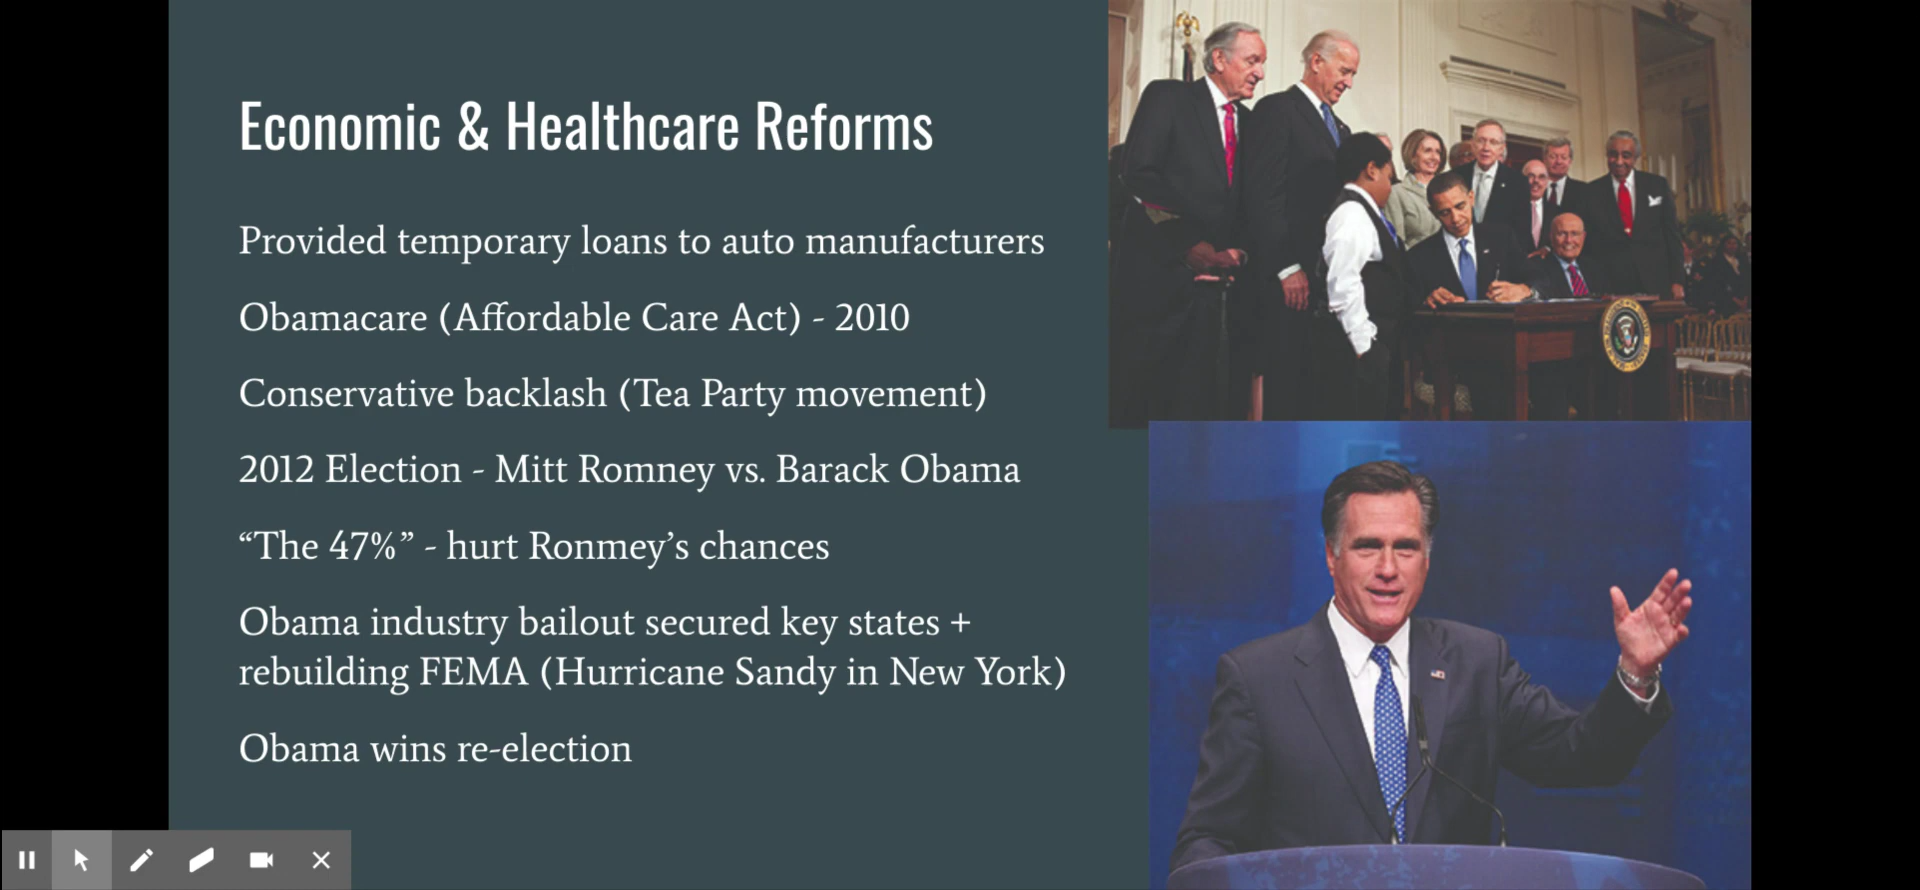 Economic & Healthcare Reforms
Provided temporary loans to auto manufacturers
Obamacare (Affordable Care Act) - 2010
Conservative backlash (Tea Party movement)
2012 Election - Mitt Romney vs. Barack Obama
“The 47%” - hurt Ronmey’s chances
Obama industry bailout secured key states +
rebuilding FEMA (Hurricane Sandy in New York)
Obama wins re-election